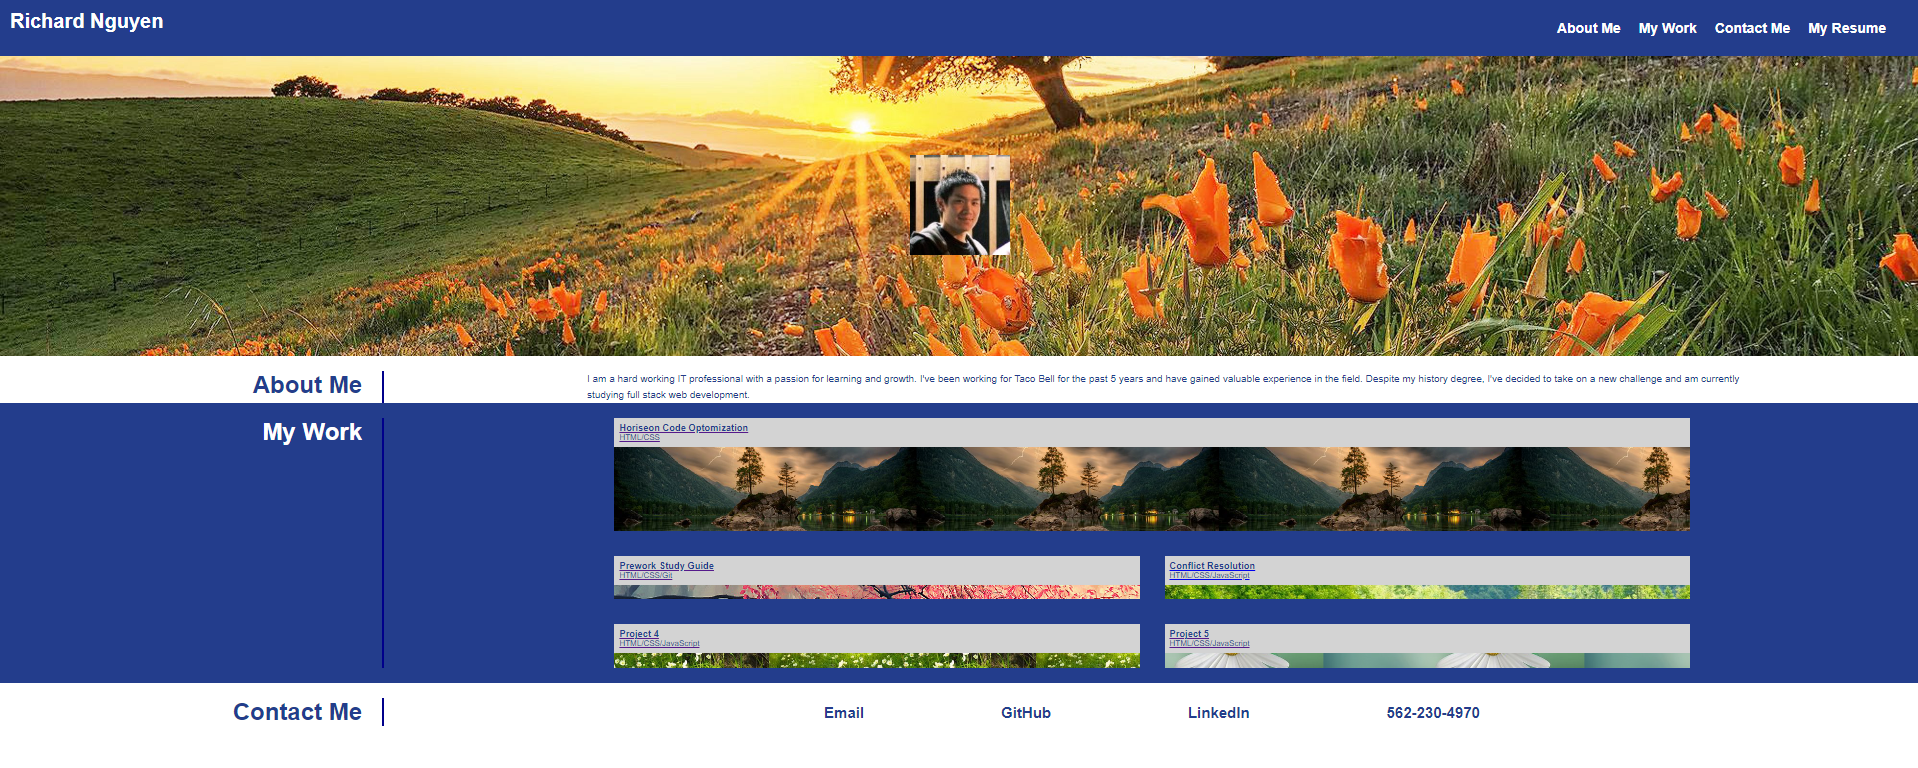 Richard Nguyen
About Me My Work Contact Me My Resume
About Me
I am a hard working IT professional with a passion for learning and growth. I've been working for Taco Bell for the past 5 years and have gained valuable experience in the field. Despite my history degree, I've decided to take on a new challenge and am currently
studying full stack web development.
My Work
Horiseon Code Optomization
HTML/CSS
Prework Study Guide
HTML/CSS/Git
Conflict Resolution
HTML/CSS/JavaScript
Project 4
HTML/CSS/JavaScript
Project 5
HTML/CSS/JavaScript
Contact Me
Email GitHub LinkedIn 562-230-4970